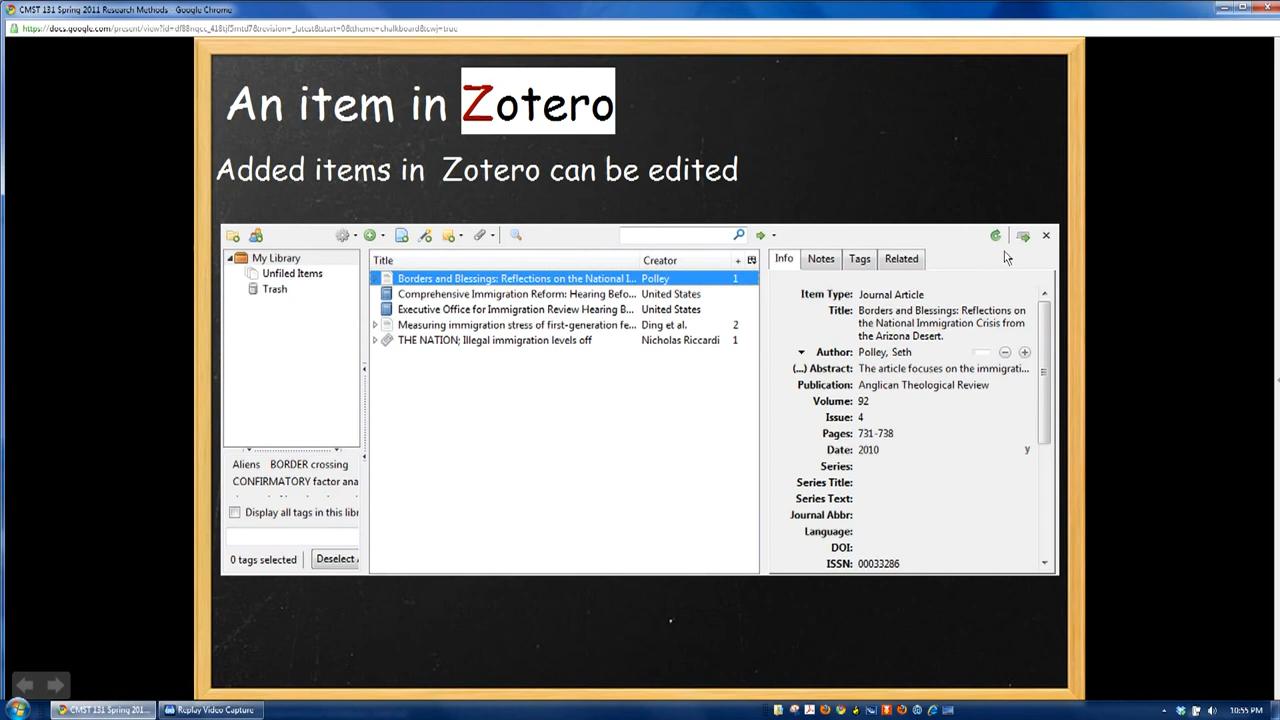 CMST 131 Spring 2011 Research Methods - Google Chrome
An item in Zotero
Added items in Zotero can be edited
My Library
Unfiled Items
Trash
Aliens BORDER crossing
CONFIRMATORY factor ana
Display all tags in this libr
0 tags selected
Deselect
Title Creator +
Borders and Blessings: Reflections on the National I... Polley 1
Comprehensive Immigration Reform: Hearing Befo... United States
Executive Office for Immigration Review Hearing B... United States
Measuring immigration stress of first-generation fe... Ding et al. 2
THE NATION; Illegal immigration levels off Nicholas Riccardi 1
Info Notes Tags Related
Item Type: Journal Article
Title: Borders and Blessings: Reflections on
the National Immigration Crisis from
the Arizona Desert.
Author: Polley, Seth
(...) Abstract: The article focuses on the immigrati...
Publication: Anglican Theological Review
Volume: 92
Issue: 4
Pages: 731-738
Date: 2010 y
Series:
Series Title:
Series Text:
Journal Abbr:
Language:
DOI:
ISSN: 00033286
CMST 131 Spring 201... Replay Video Capture 10:55 PM